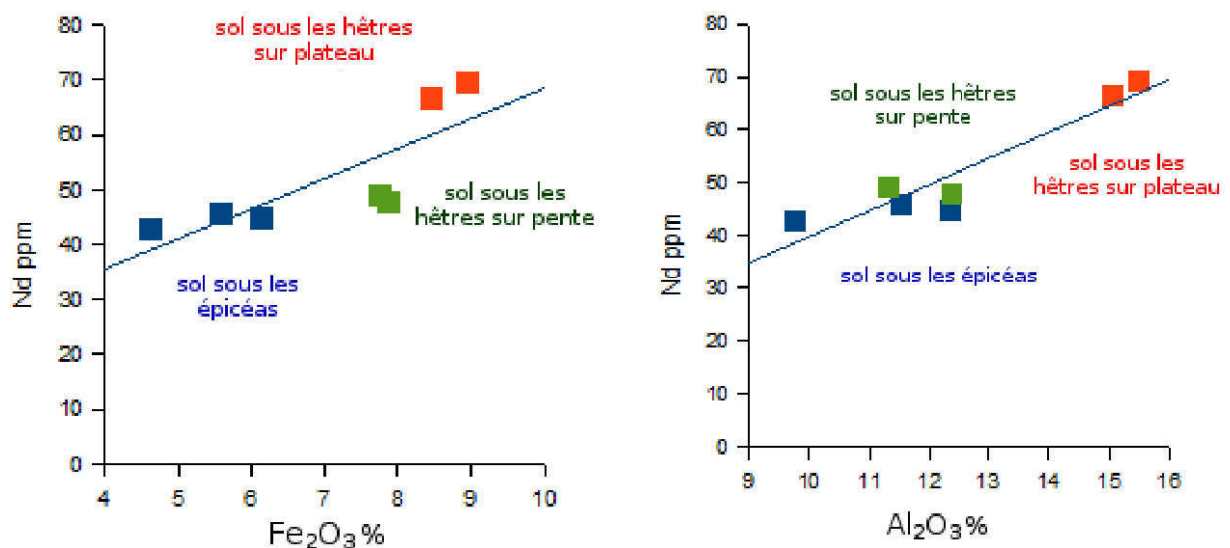 80
70
60
50
40
30
20
10
0
Nd ppm
sol sous les hêtres
sur plateau
sol sous les
hêtres sur pente
sol sous les
épicéas
4 5 6 7 8 9 10
Fe₂O₃%
80
70
60
50
40
30
20
10
0
Nd ppm
sol sous les hêtres
sur pente
sol sous les
hêtres sur plateau
sol sous les épicéas
9 10 11 12 13 14 15 16
Al₂O₃%